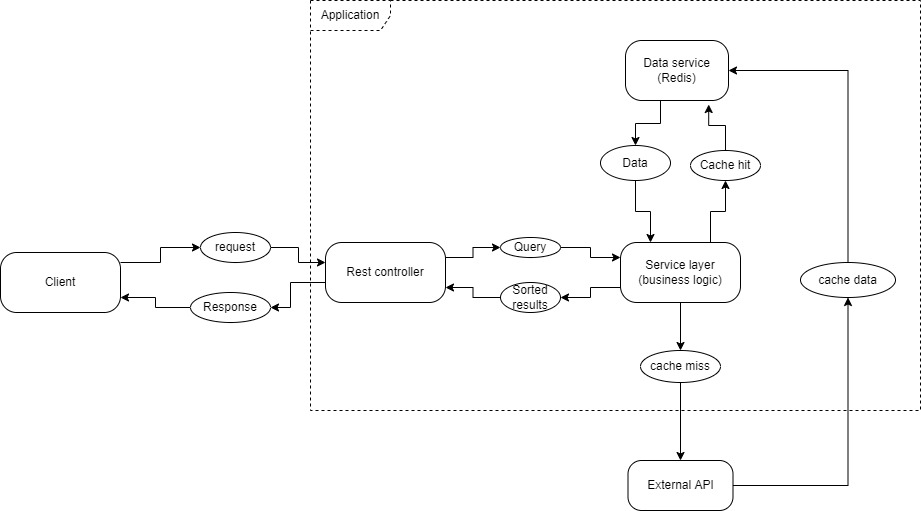 Application
Data service
(Redis)
Data
Cache hit
request
Query
Client
Rest controller
Service layer
(business logic)
cache data
Response
Sorted
results
cache miss
External API